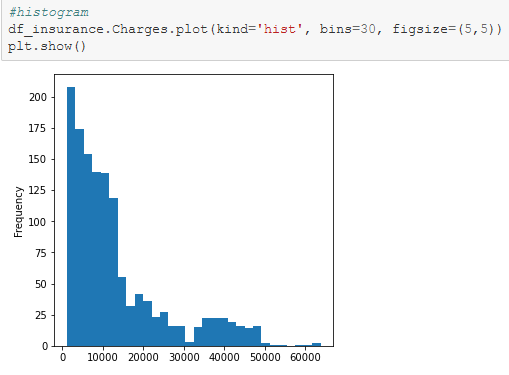 #histogram
df_insurance.Charges.plot(kind='hist', bins=30, figsize=(5,5))
plt.show()
200
175
150
125
100
75
50
25
0
Frequency
0 10000 20000 30000 40000 50000 60000